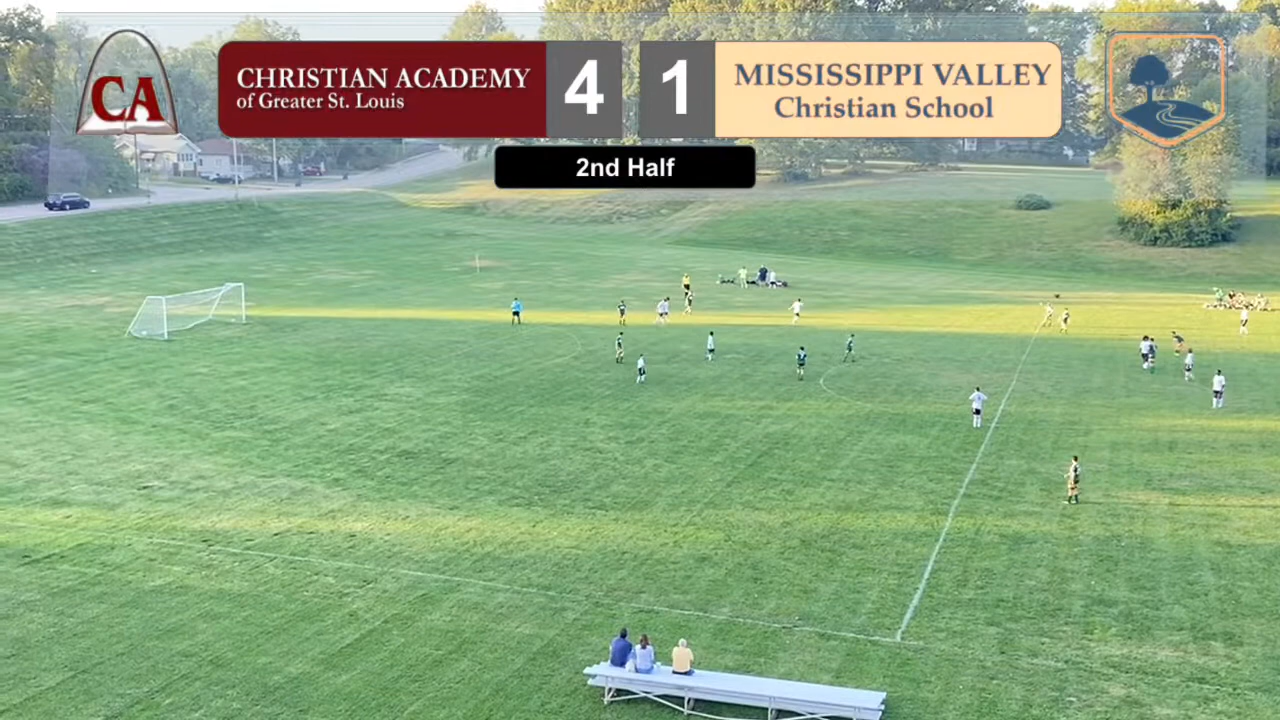 CA
CHRISTIAN ACADEMY
of Greater St. Louis
4
1
MISSISSIPPI VALLEY
Christian School
2nd Half